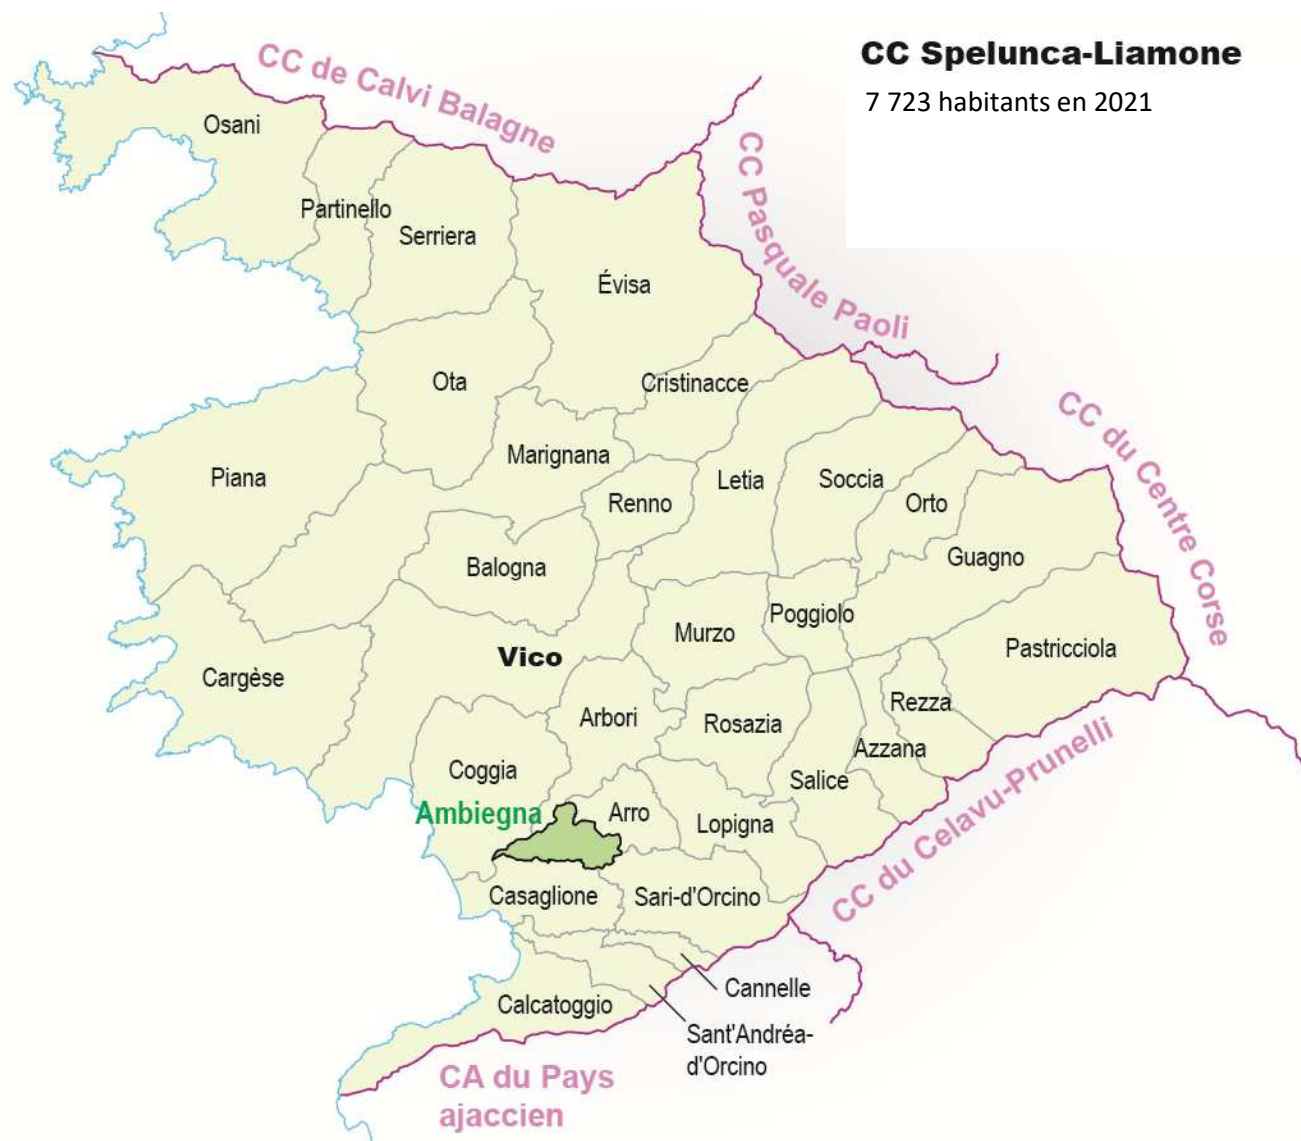 CC Spelunca-Liamone
7 723 habitants en 2021
CC de Calvi Balagne
CC Pasquale Paoli
CC du Centre Corse
CC du Celavu-Prunelli
CA du Pays
ajaccien
Osani
Partinello
Serriera
Évisa
Ota
Cristinacce
Marignana
Piana
Renno
Letia
Soccia
Orto
Balogna
Guagno
Poggiolo
Murzo
Pastricciola
Vico
Cargèse
Arbori
Rosazia
Rezza
Azzana
Coggia
Salice
Ambiegna
Arro
Lopigna
Casaglione
Sari-d'Orcino
Cannelle
Calcatoggio
Sant'Andréa-
d'Orcino